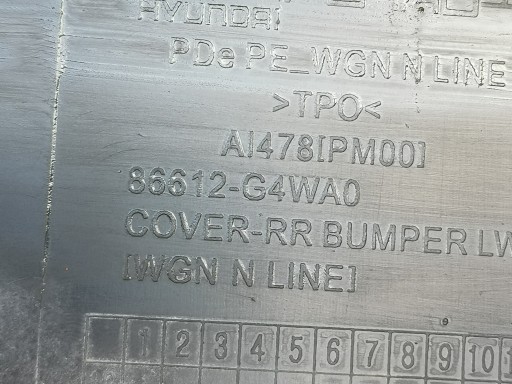 HYUNDAI
PDe PE_WGN N LINE
>TPO<
AI478[PM00]
86612-G4WA0
COVER-RR BUMPER LW
[WGN N LINE]
1 2 3 4 5 6 7 8 9 10